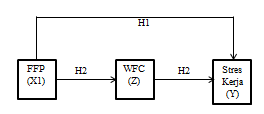 H1
FFP
(X1)
H2
WFC
(Z)
H2
Stres
Kerja
(Y)